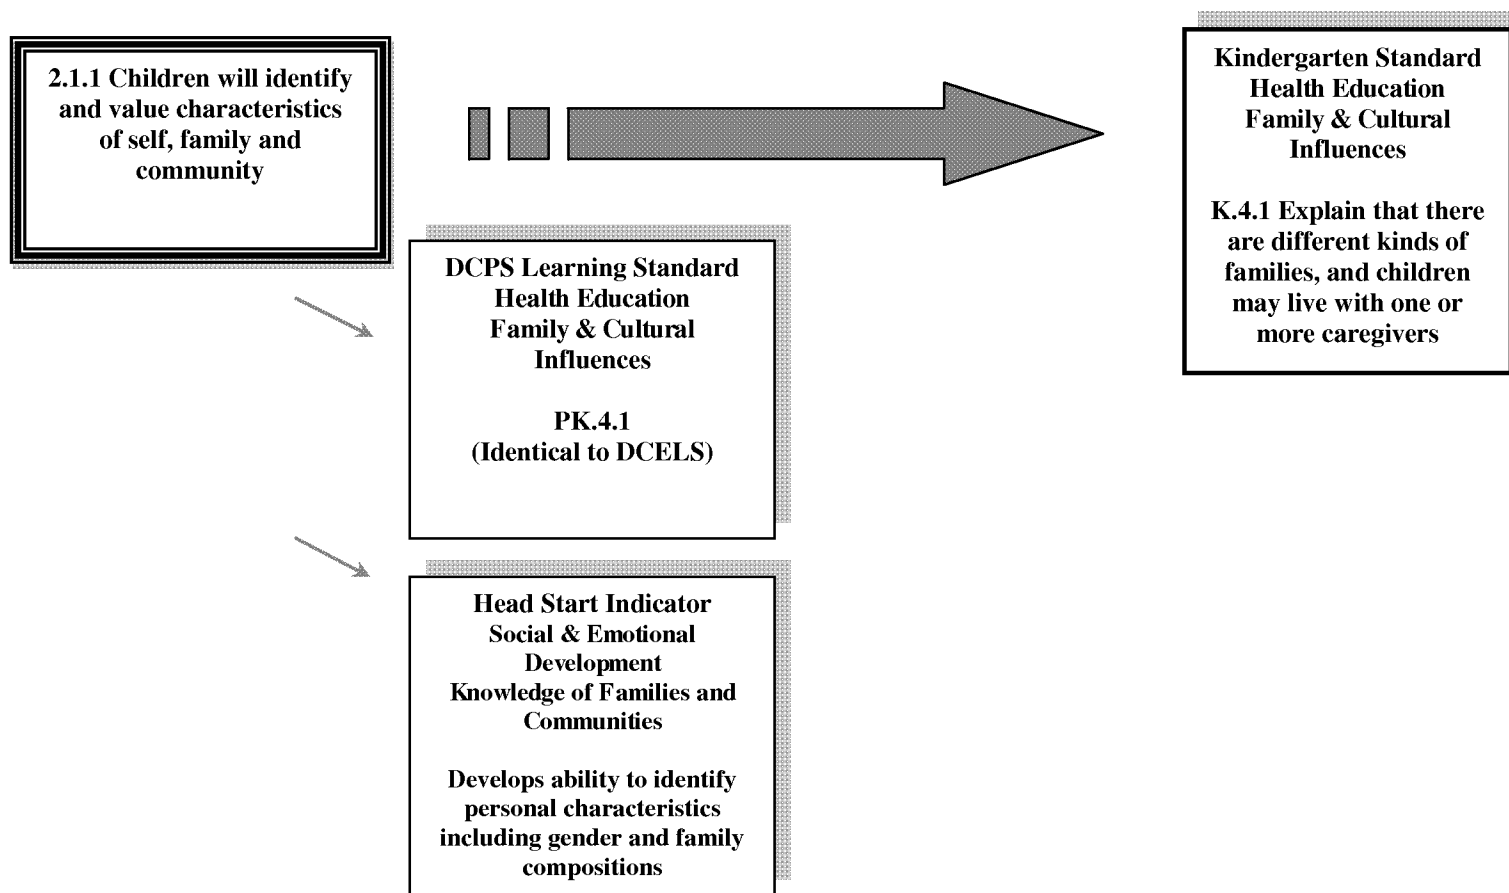 2.1.1 Children will identify
and value characteristics
of self, family and
community
Kindergarten Standard
Health Education
Family & Cultural
Influences
K.4.1 Explain that there
are different kinds of
families, and children
may live with one or
more caregivers
DCPS Learning Standard
Health Education
Family & Cultural
Influences
PK.4.1
(Identical to DCELS)
Head Start Indicator
Social & Emotional
Development
Knowledge of Families and
Communities
Develops ability to identify
personal characteristics
including gender and family
compositions